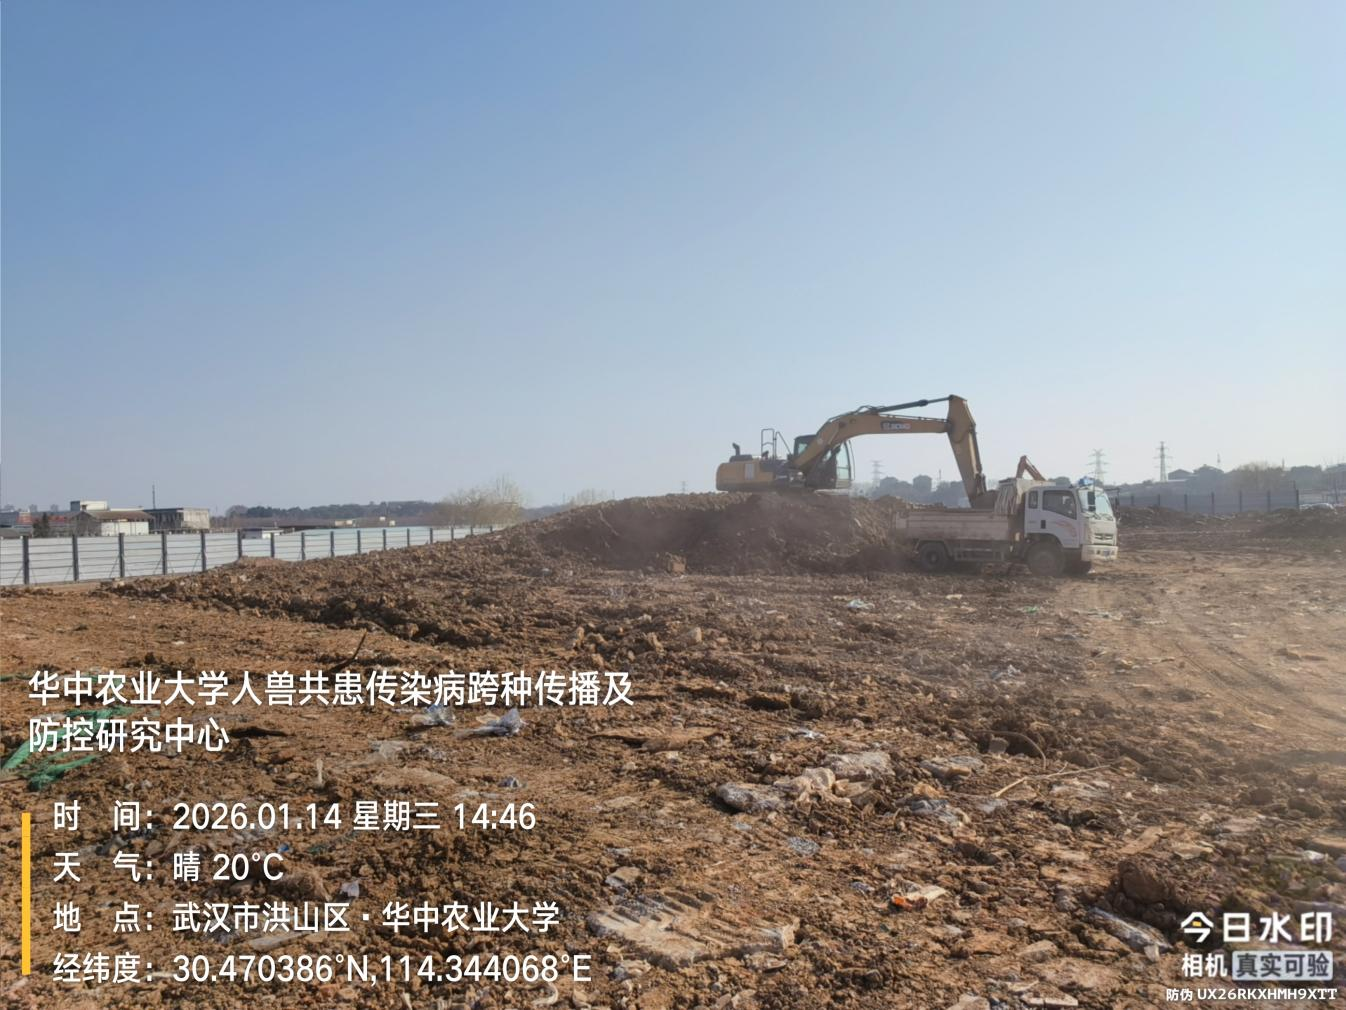 XCMG
华中农业大学人兽共患传染病跨种传播及
防控研究中心
时 间：2026.01.14 星期三 14:46
天 气：晴 20°C
地 点：武汉市洪山区·华中农业大学
经纬度：30.470386°N,114.344068°E
今日水印
相机 真实可验
防伪 UX26RKXHMH9XTT